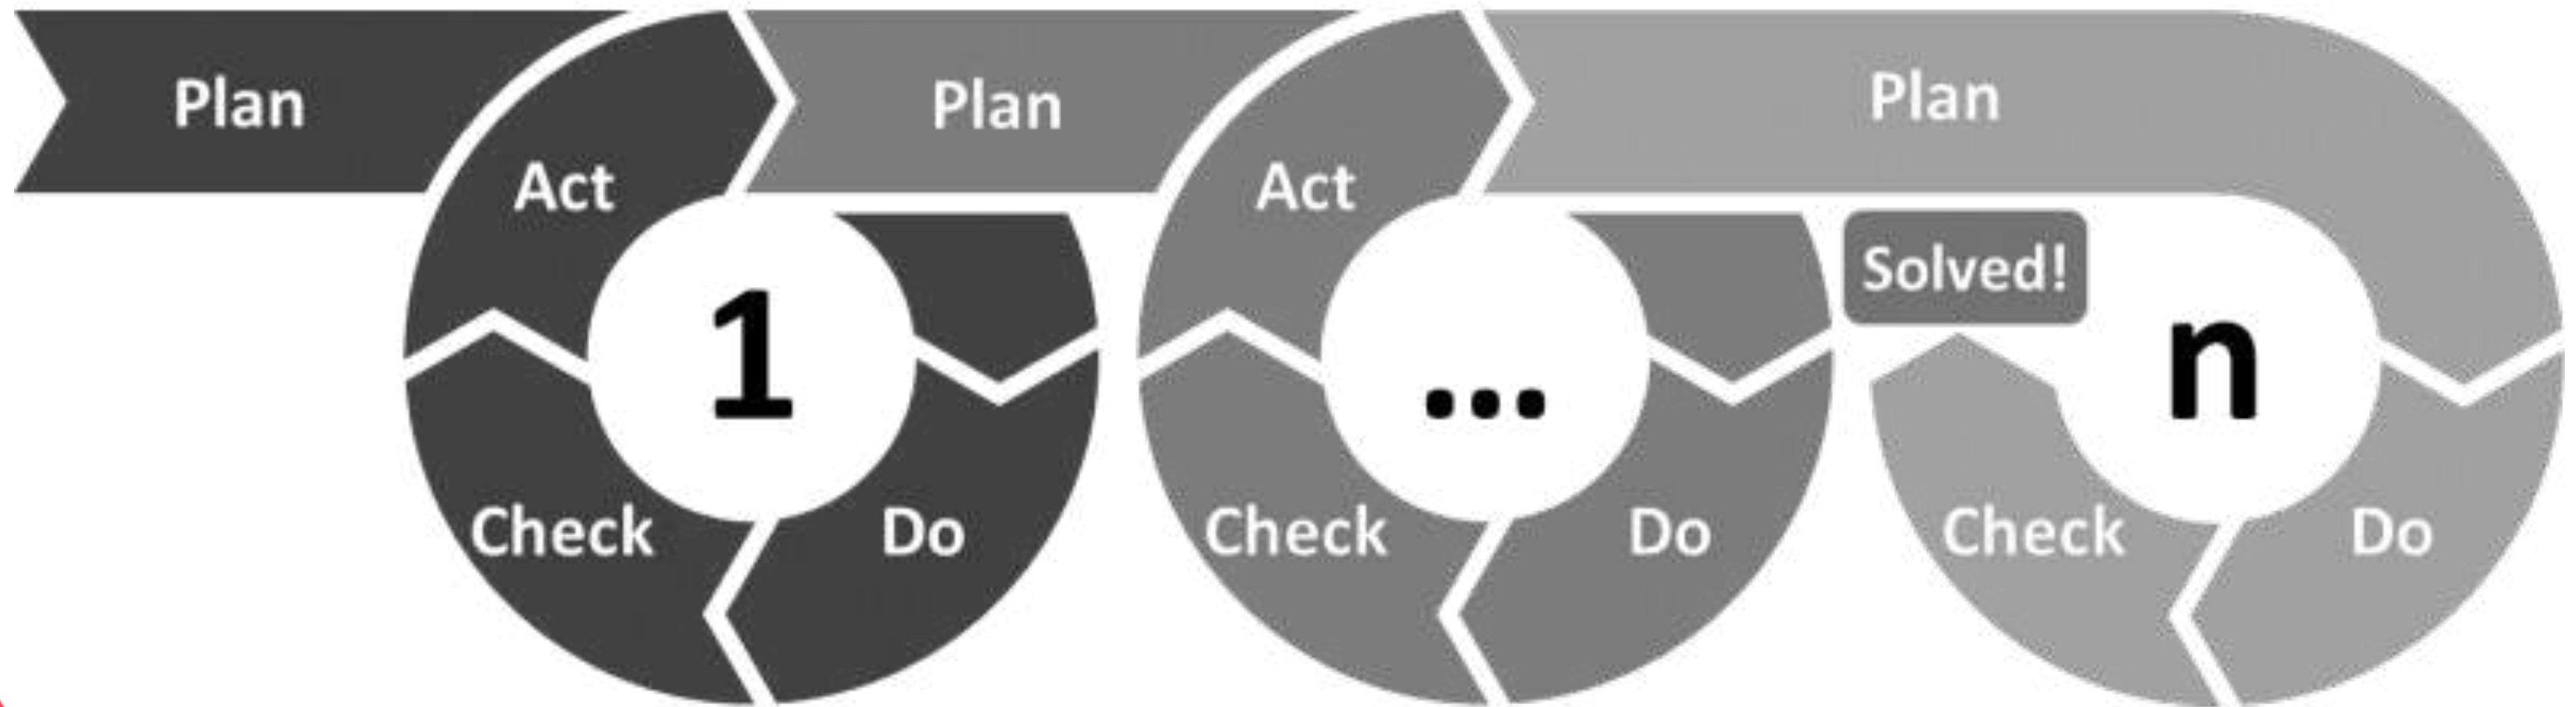 Plan
Plan
Plan
Act
Act
Solved!
1
...
n
Check
Do
Check
Do
Check
Do